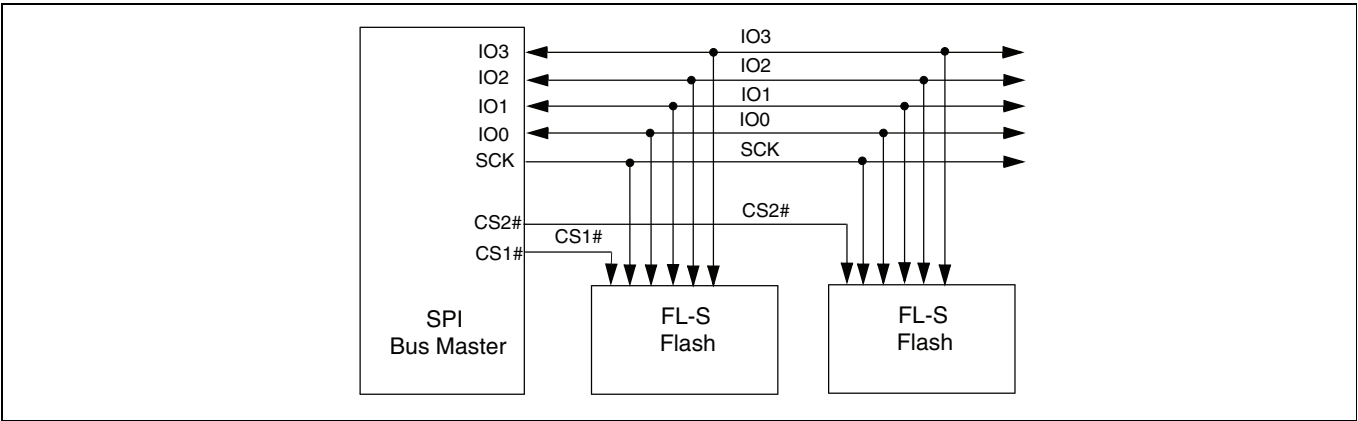 IO3
IO2
IO1
IO0
SCK
CS2#
CS1#
SPI
Bus Master
IO3
IO2
IO1
IO0
SCK
CS2#
CS1#
FL-S
Flash
FL-S
Flash